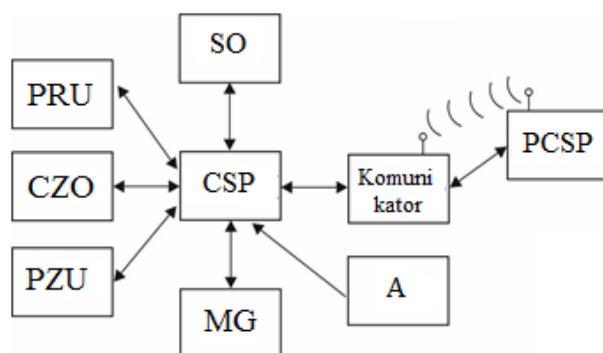 SO
PRU
CZO
CSP
Komuni
kator
PCSP
PZU
MG
A